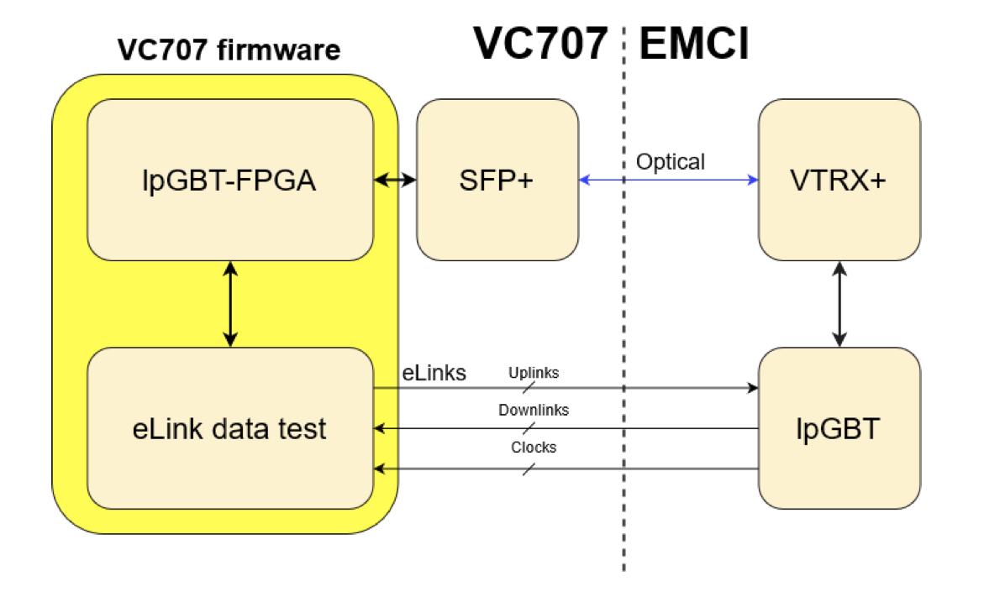 VC707 firmware
VC707
EMCI
lpGBT-FPGA
SFP+
Optical
VTRX+
eLinks
Uplinks
Downlinks
Clocks
eLink data test
lpGBT